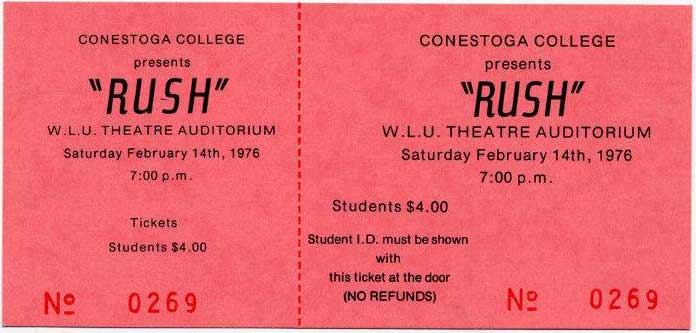 CONESTOGA COLLEGE
presents
"RUSH"
W.L.U. THEATRE AUDITORIUM
Saturday February 14th, 1976
7:00 p.m.
Tickets
Students $4.00
Nº 0269
CONESTOGA COLLEGE
presents
"RUSH"
W.L.U. THEATRE AUDITORIUM
Saturday February 14th, 1976
7:00 p.m.
Students $4.00
Student I.D. must be shown
with
this ticket at the door
(NO REFUNDS)
Nº 0269